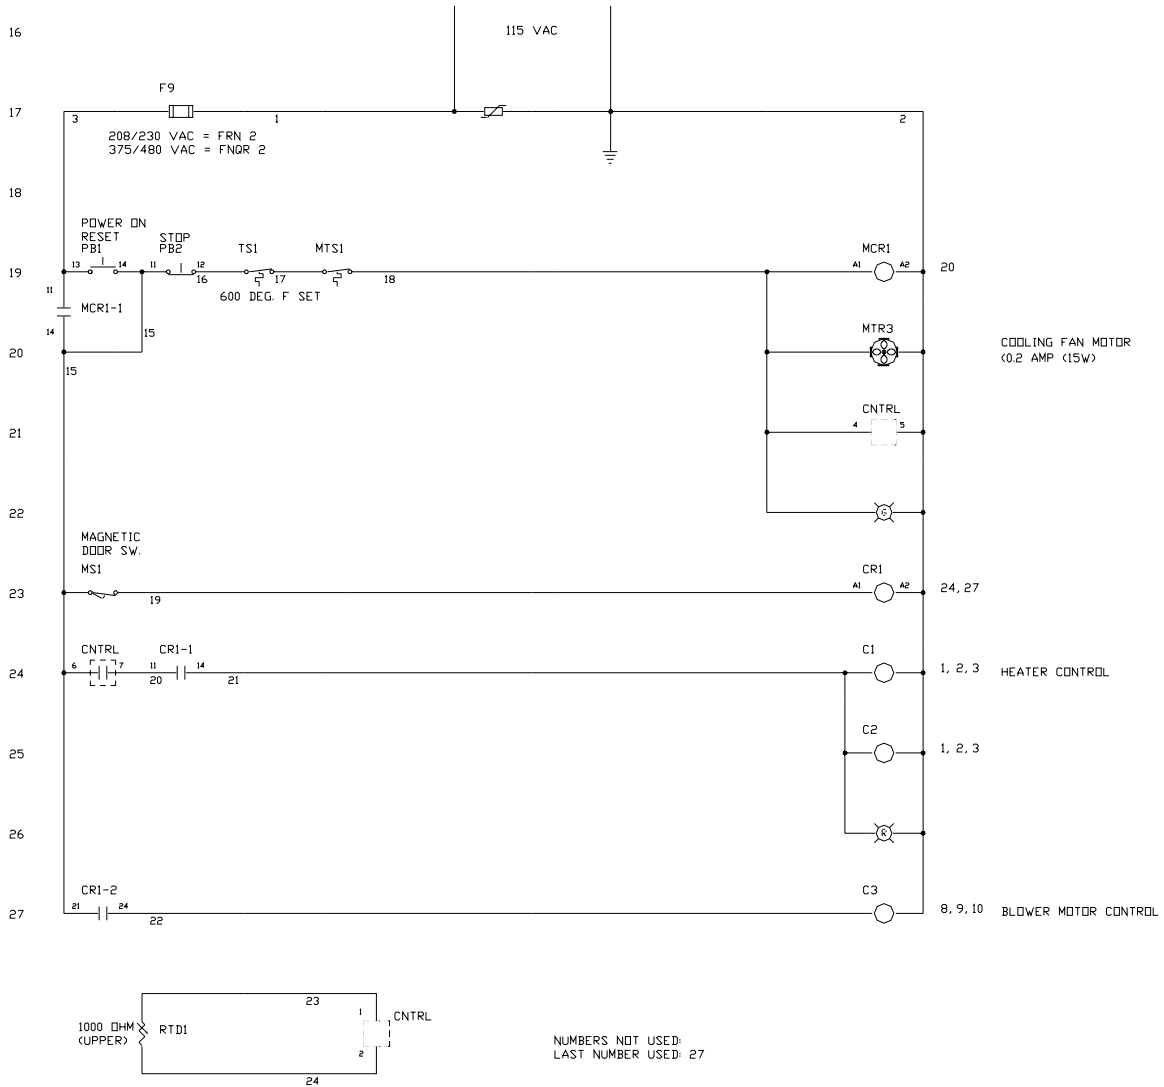 16
115 VAC
F9
17
3
1
2
208/230 VAC = FRN 2
375/480 VAC = FNQR 2
18
POWER ON
RESET
PB1
STOP
PB2
TS1
MTS1
MCR1
13
14
11
12
A1
A2
19
16
17
18
20
600 DEG. F SET
11
MCR1-1
14
15
MTR3
20
COOLING FAN MOTOR
(0.2 AMP (15W)
15
CNTRL
4
5
21
22
G
MAGNETIC
DOOR SW.
MS1
CR1
A1
A2
23
19
24, 27
CNTRL
CR1-1
C1
6
7
11
14
24
20
21
1, 2, 3
HEATER CONTROL
C2
25
1, 2, 3
26
R
CR1-2
C3
21
24
27
22
8, 9, 10
BLOWER MOTOR CONTROL
23
1
CNTRL
1000 OHM
(UPPER)
RTD1
2
24
NUMBERS NOT USED:
LAST NUMBER USED: 27